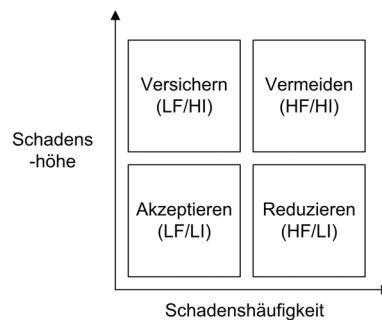 Versichern
(LF/HI)
Vermeiden
(HF/HI)
Schadens
-höhe
Akzeptieren
(LF/LI)
Reduzieren
(HF/LI)
Schadenshäufigkeit